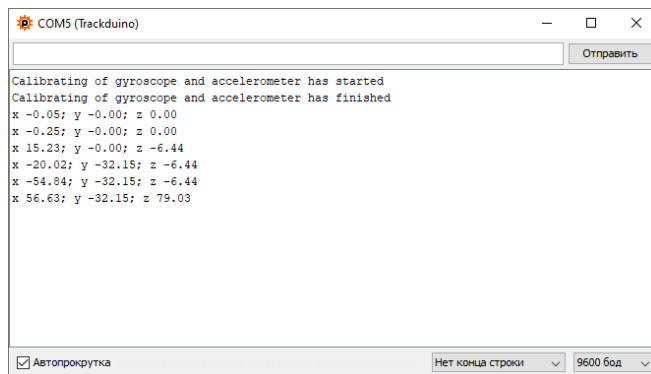 COM5 (Trackduino)
Отправить
Calibrating of gyroscope and accelerometer has started
Calibrating of gyroscope and accelerometer has finished
x -0.05; y -0.00; z 0.00
x -0.25; y -0.00; z 0.00
x 15.23; y -0.00; z -6.44
x -20.02; y -32.15; z -6.44
x -54.84; y -32.15; z -6.44
x 56.63; y -32.15; z 79.03
Автопрокрутка Нет конца строки 9600 бод